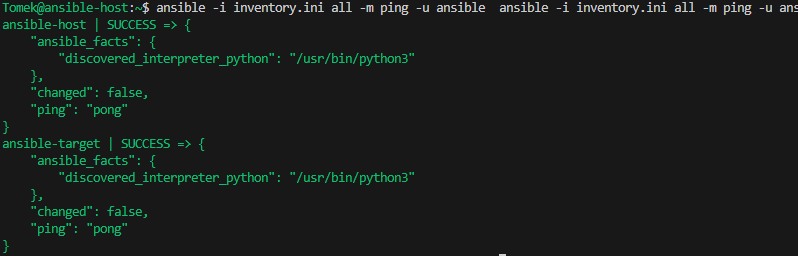 Tomek@ansible-host:~$ ansible -i inventory.ini all -m ping -u ansible  ansible -i inventory.ini all -m ping -u ans
ansible-host | SUCCESS => {
    "ansible_facts": {
        "discovered_interpreter_python": "/usr/bin/python3"
    },
    "changed": false,
    "ping": "pong"
}
ansible-target | SUCCESS => {
    "ansible_facts": {
        "discovered_interpreter_python": "/usr/bin/python3"
    },
    "changed": false,
    "ping": "pong"
}